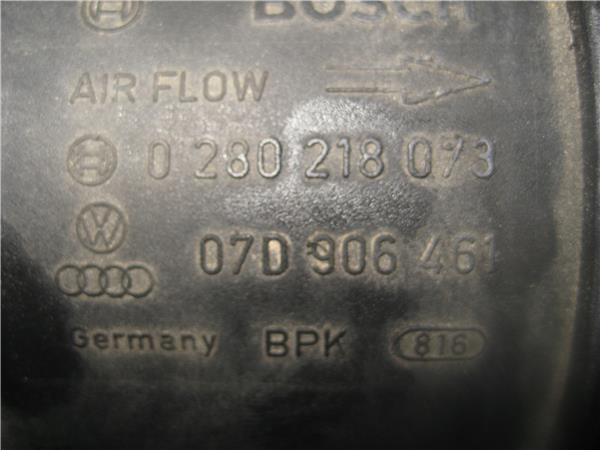 BOSCH
AIR FLOW
0 280 218 073
07D 906 461
Germany BPK 816